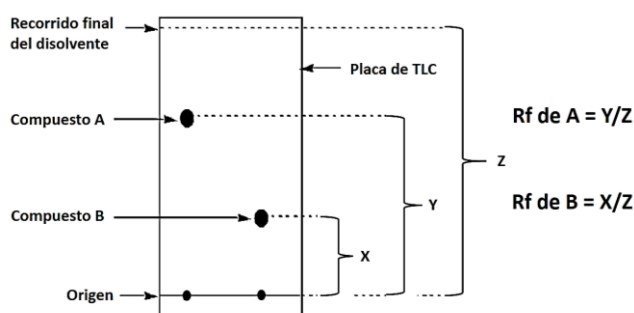 Recorrido final
del disolvente
Placa de TLC
Compuesto A
Rf de A = Y/Z
Z
Compuesto B
Rf de B = X/Z
Y
X
Origen